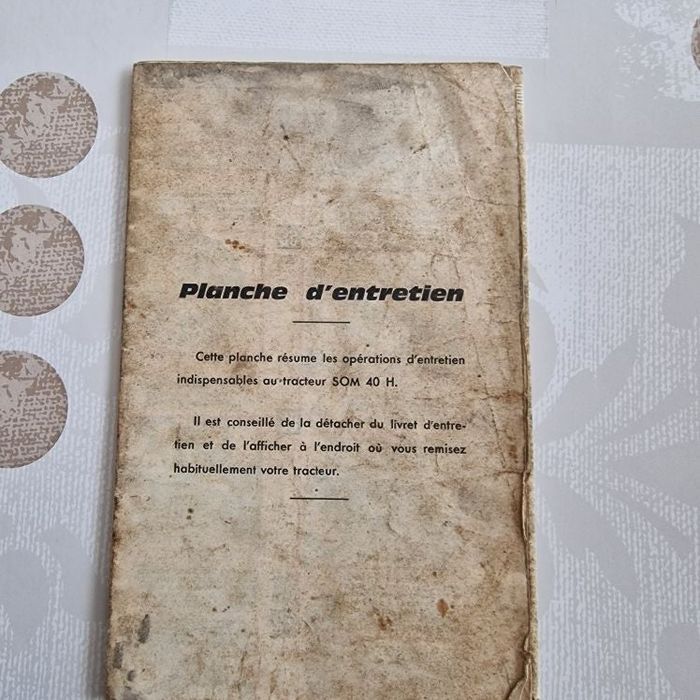 Planche d'entretien
Cette planche résume les opérations d'entretien
indispensables au tracteur SOM 40 H.
Il est conseillé de la détacher du livret d'entre-
tien et de l'afficher à l'endroit où vous remisez
habituellement votre tracteur.